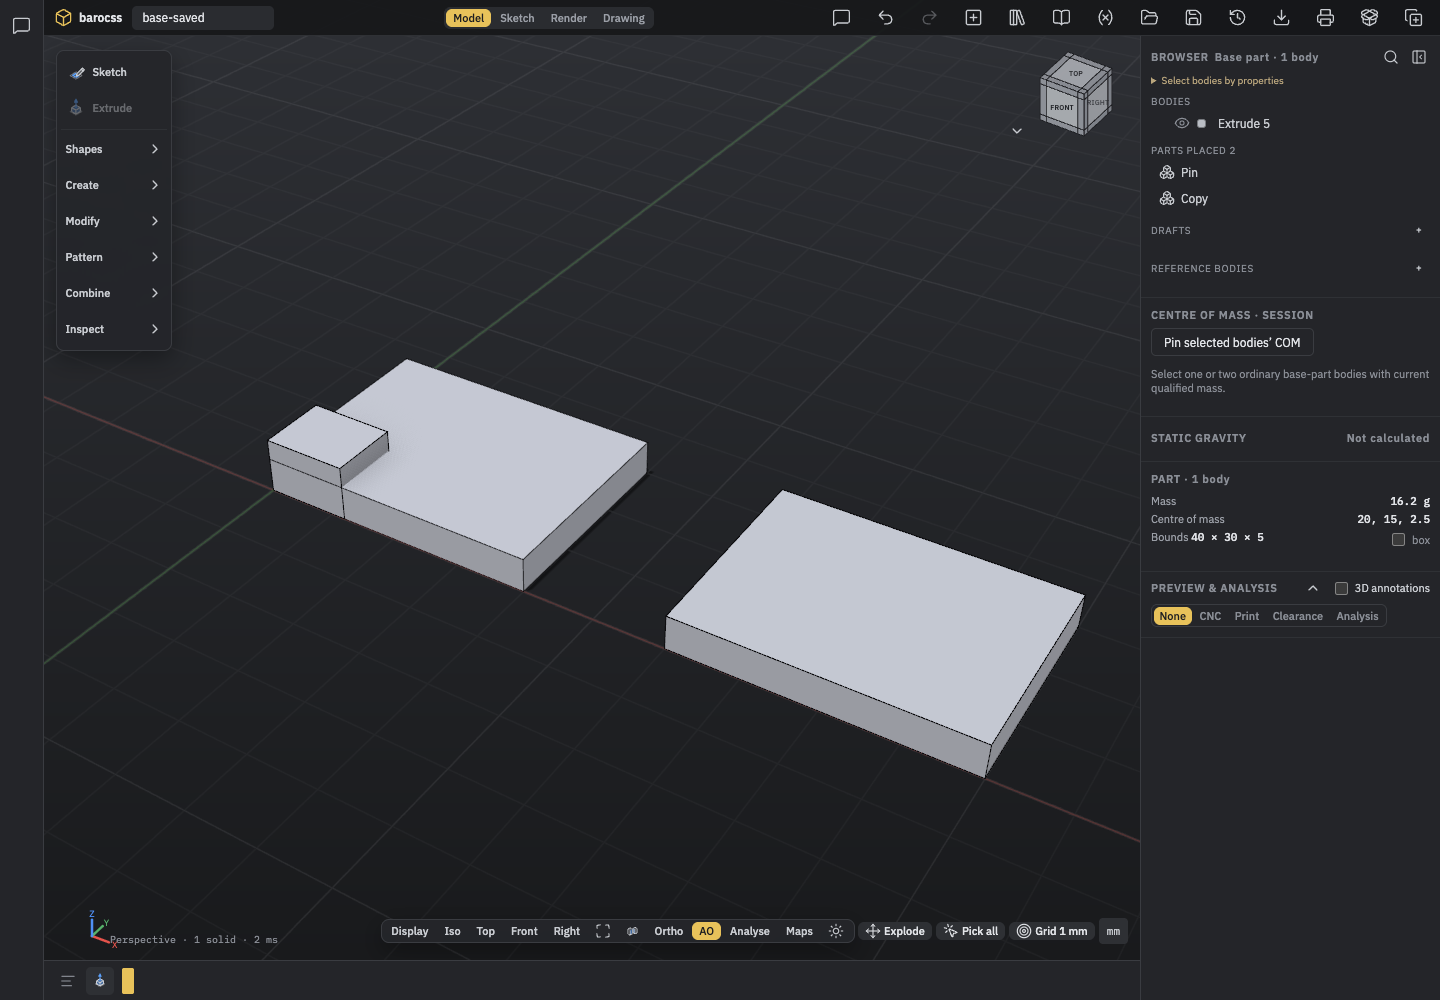 barocss
base-saved
Model
Sketch
Render
Drawing
Sketch
Extrude
Shapes
Create
Modify
Pattern
Combine
Inspect
TOP
FRONT
RIGHT
BROWSER Base part · 1 body
Select bodies by properties
BODIES
Extrude 5
PARTS PLACED 2
Pin
Copy
DRAFTS +
REFERENCE BODIES +
CENTRE OF MASS · SESSION
Pin selected bodies’ COM
Select one or two ordinary base-part bodies with current
qualified mass.
STATIC GRAVITY Not calculated
PART · 1 body
Mass 16.2 g
Centre of mass 20, 15, 2.5
Bounds 40 × 30 × 5 box
PREVIEW & ANALYSIS 3D annotations
None CNC Print Clearance Analysis
Z
Y
X
Perspective · 1 solid · 2 ms
Display Iso Top Front Right Ortho AO Analyse Maps Explode Pick all Grid 1 mm mm